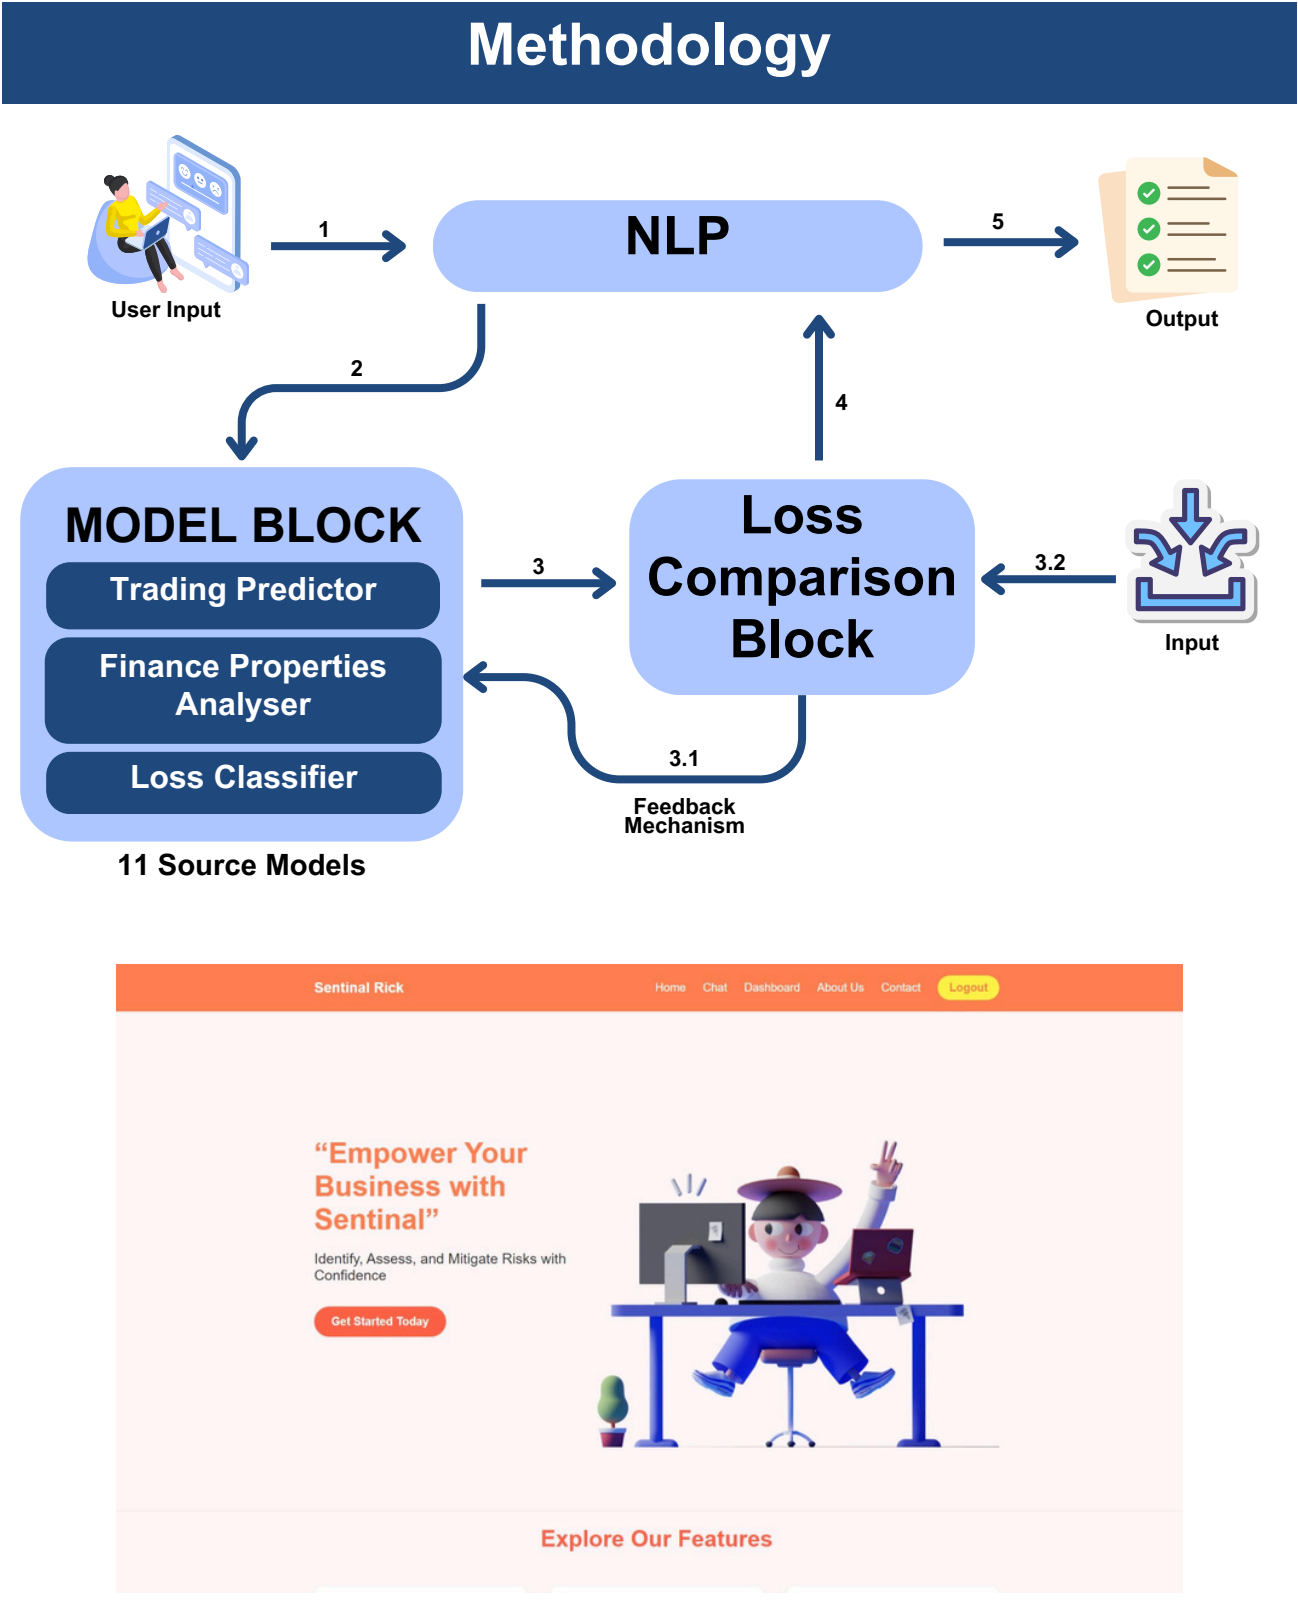 Methodology
1
NLP
5
User Input
Output
2
4
MODEL BLOCK
Trading Predictor
Finance Properties
Analyser
Loss Classifier
11 Source Models
3
Loss
Comparison
Block
3.2
Input
3.1
Feedback
Mechanism
Sentinal Rick
Home Chat Dashboard About Us Contact Logout
“Empower Your
Business with
Sentinal”
Identify, Assess, and Mitigate Risks with
Confidence
Get Started Today
Explore Our Features